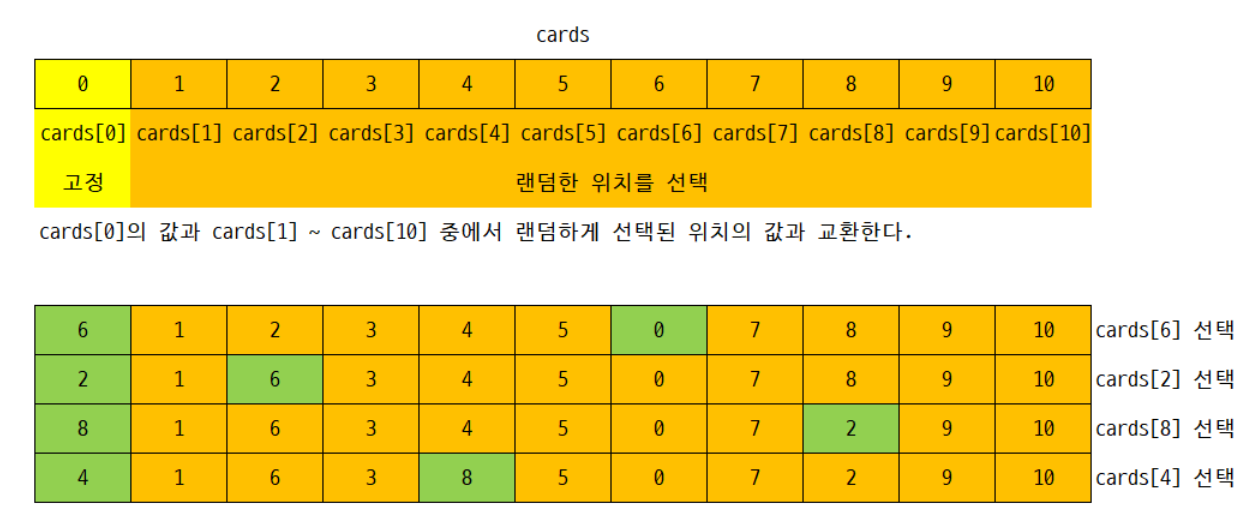 cards
0 1 2 3 4 5 6 7 8 9 10
cards[0] cards[1] cards[2] cards[3] cards[4] cards[5] cards[6] cards[7] cards[8] cards[9] cards[10]
고정 랜덤한 위치를 선택
cards[0]의 값과 cards[1] ~ cards[10] 중에서 랜덤하게 선택된 위치의 값과 교환한다.
6 1 2 3 4 5 0 7 8 9 10 cards[6] 선택
2 1 6 3 4 5 0 7 8 9 10 cards[2] 선택
8 1 6 3 4 5 0 7 2 9 10 cards[8] 선택
4 1 6 3 8 5 0 7 2 9 10 cards[4] 선택